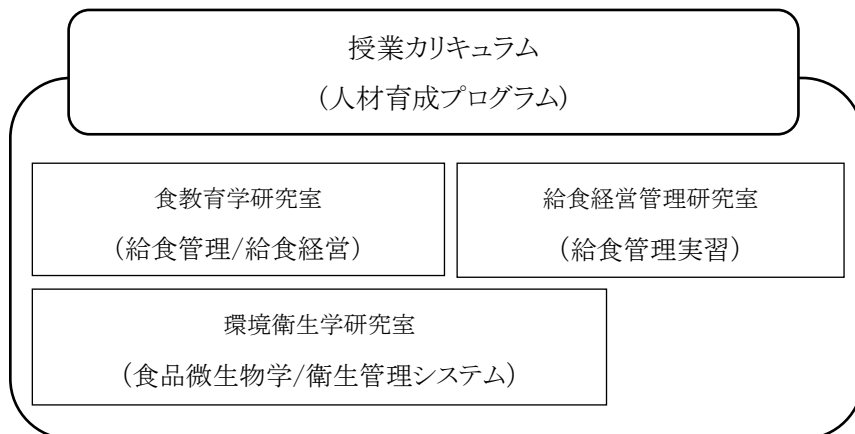 授業カリキュラム
（人材育成プログラム）
食教育学研究室
（給食管理/給食経営）
給食経営管理研究室
（給食管理実習）
環境衛生学研究室
（食品微生物学/衛生管理システム）